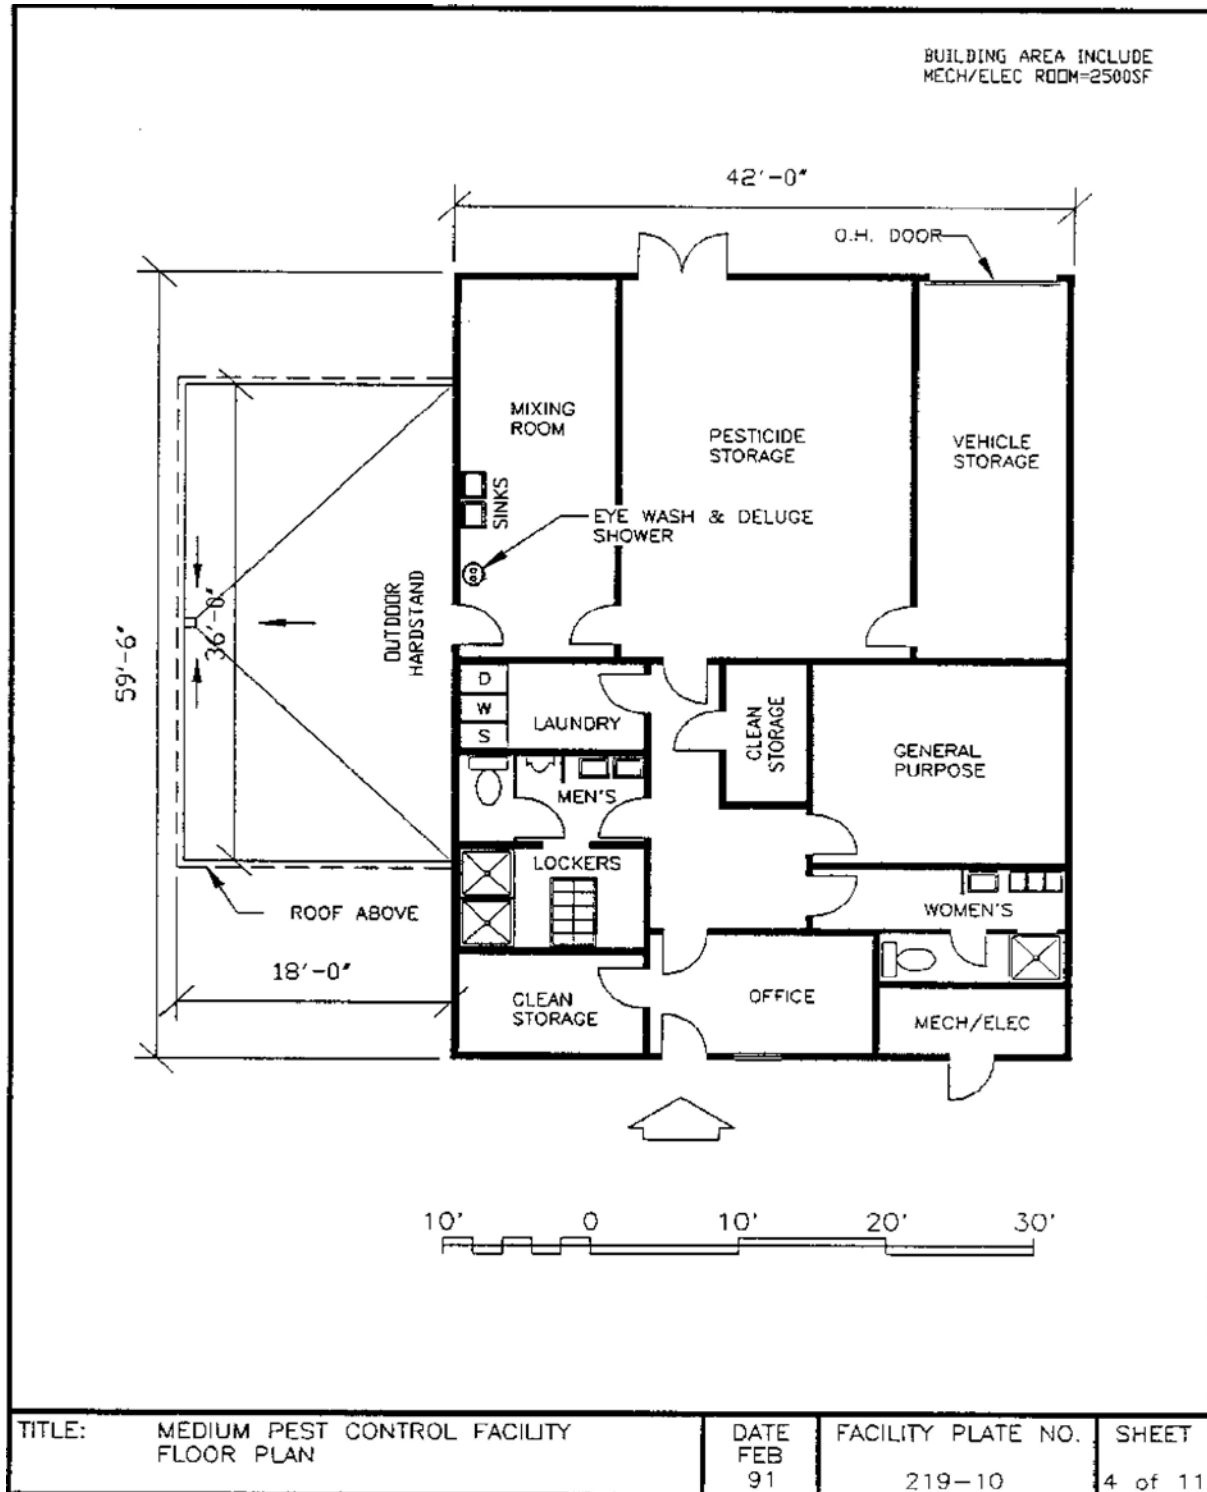 BUILDING AREA INCLUDE
MECH/ELEC ROOM=2500SF
42'-0"
O.H. DOOR
MIXING
ROOM
PESTICIDE
STORAGE
VEHICLE
STORAGE
SINKS
EYE WASH & DELUGE
SHOWER
OUTDOOR
HARDSTAND
36'-0"
59'-6"
D
W
S
LAUNDRY
CLEAN
STORAGE
GENERAL
PURPOSE
MEN'S
LOCKERS
WOMEN'S
ROOF ABOVE
18'-0"
CLEAN
STORAGE
OFFICE
MECH/ELEC
10' 0 10' 20' 30'
TITLE: MEDIUM PEST CONTROL FACILITY
FLOOR PLAN
DATE
FEB
91
FACILITY PLATE NO.
219-10
SHEET
4 of 11